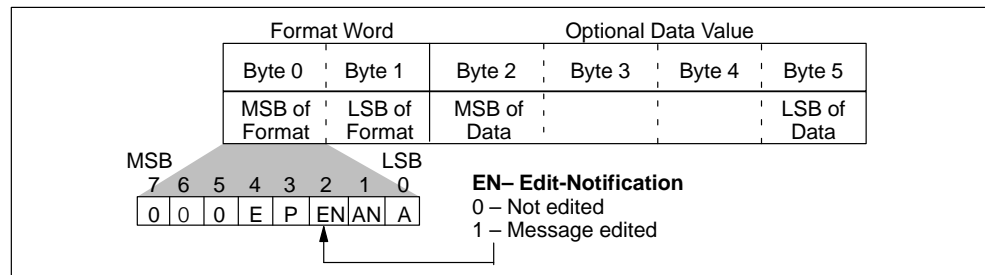 Format Word Optional Data Value
Byte 0 Byte 1 Byte 2 Byte 3 Byte 4 Byte 5
MSB of Format LSB of Format MSB of Data LSB of Data
MSB LSB
7 6 5 4 3 2 1 0
0 0 0 E P EN AN A
EN– Edit-Notification
0 – Not edited
1 – Message edited